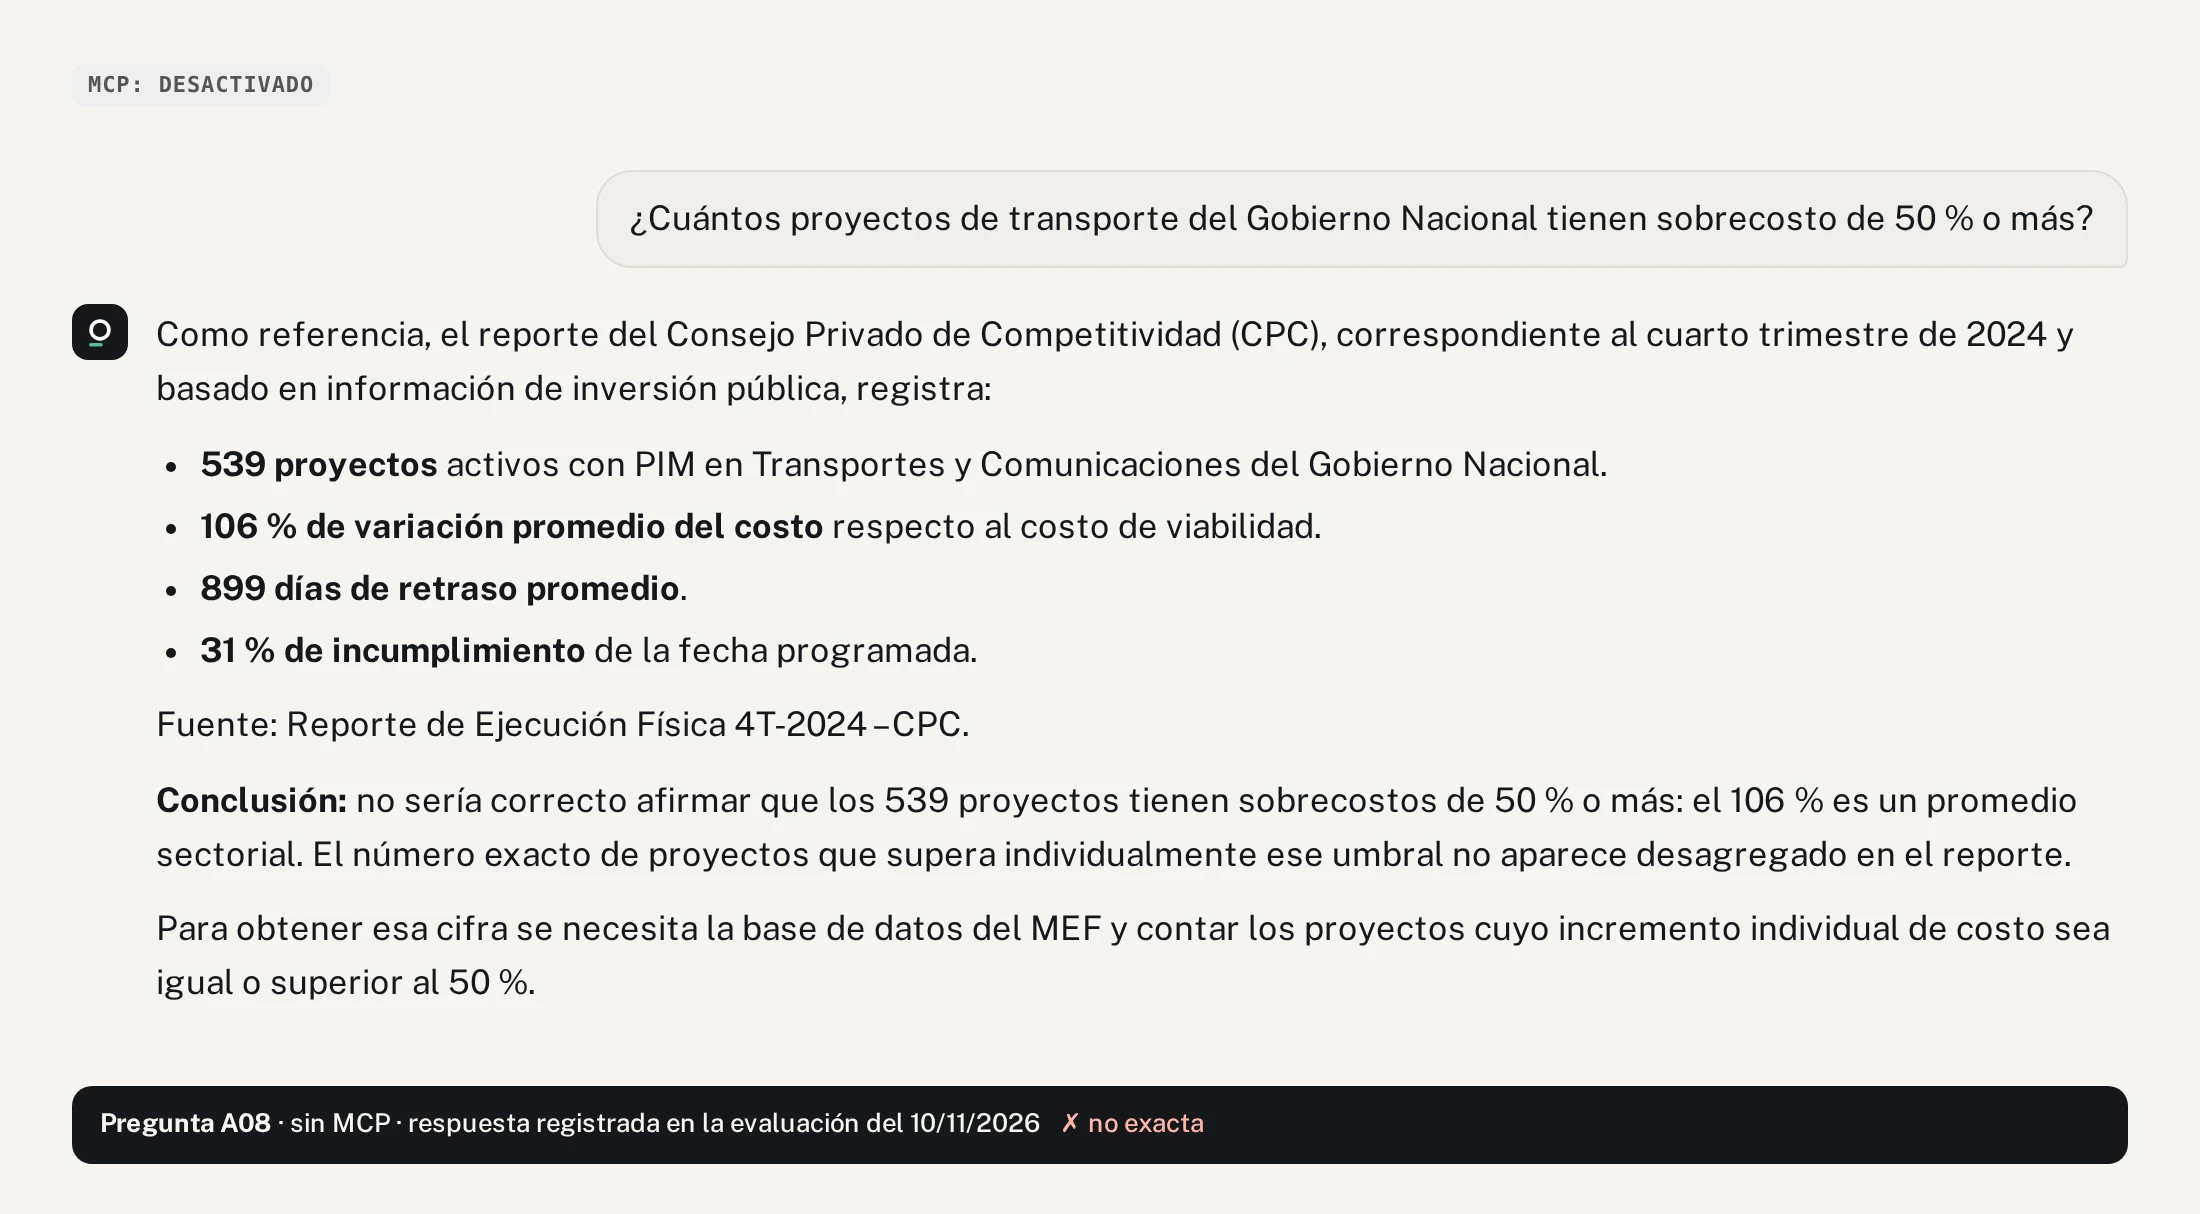 MCP: DESACTIVADO
¿Cuántos proyectos de transporte del Gobierno Nacional tienen sobrecosto de 50 % o más?
Como referencia, el reporte del Consejo Privado de Competitividad (CPC), correspondiente al cuarto trimestre de 2024 y
basado en información de inversión pública, registra:
• 539 proyectos activos con PIM en Transportes y Comunicaciones del Gobierno Nacional.
• 106 % de variación promedio del costo respecto al costo de viabilidad.
• 899 días de retraso promedio.
• 31 % de incumplimiento de la fecha programada.
Fuente: Reporte de Ejecución Física 4T-2024 – CPC.
Conclusión: no sería correcto afirmar que los 539 proyectos tienen sobrecostos de 50 % o más: el 106 % es un promedio
sectorial. El número exacto de proyectos que supera individualmente ese umbral no aparece desagregado en el reporte.
Para obtener esa cifra se necesita la base de datos del MEF y contar los proyectos cuyo incremento individual de costo sea
igual o superior al 50 %.
Pregunta A08 · sin MCP · respuesta registrada en la evaluación del 10/11/2026 ✗ no exacta